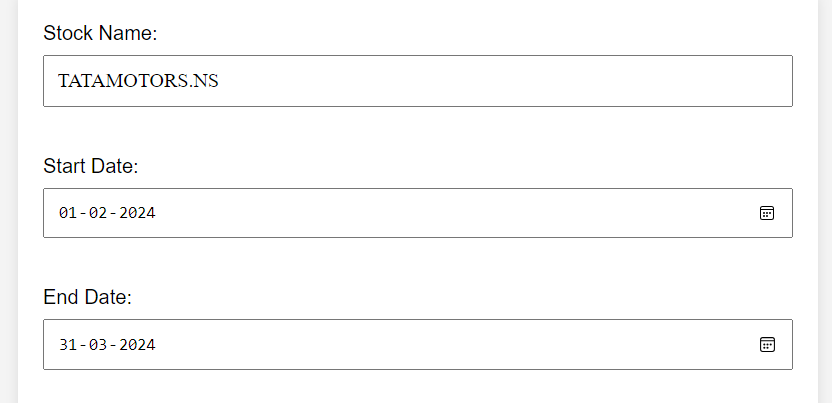 Stock Name:
TATAMOTORS.NS
Start Date:
01-02-2024
End Date:
31-03-2024